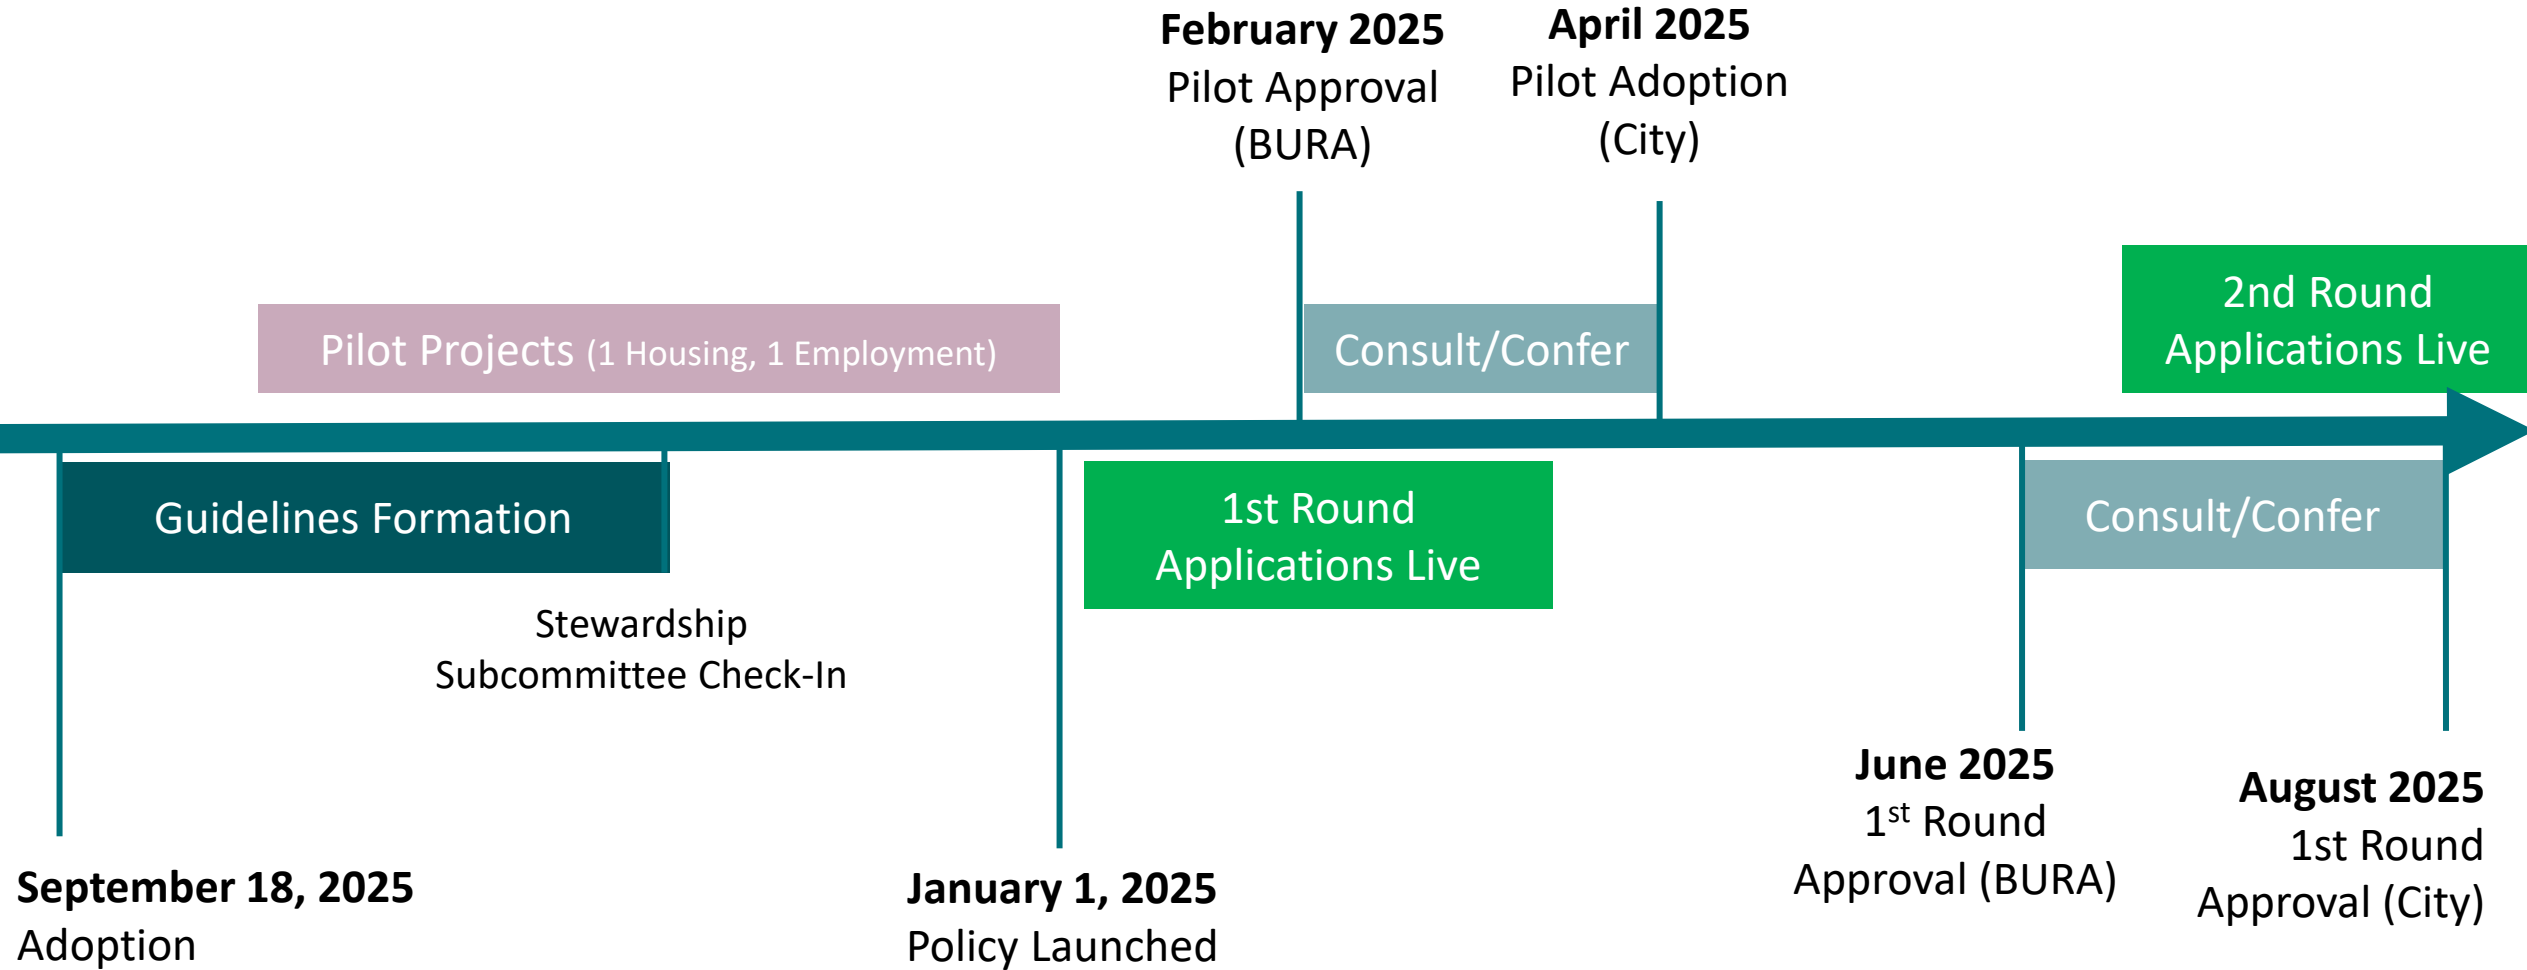 February 2025
Pilot Approval
(BURA)
April 2025
Pilot Adoption
(City)
2nd Round
Applications Live
Pilot Projects (1 Housing, 1 Employment)
Consult/Confer
Guidelines Formation
1st Round
Applications Live
Consult/Confer
Stewardship
Subcommittee Check-In
June 2025
1st Round
Approval (BURA)
August 2025
1st Round
Approval (City)
September 18, 2025
Adoption
January 1, 2025
Policy Launched